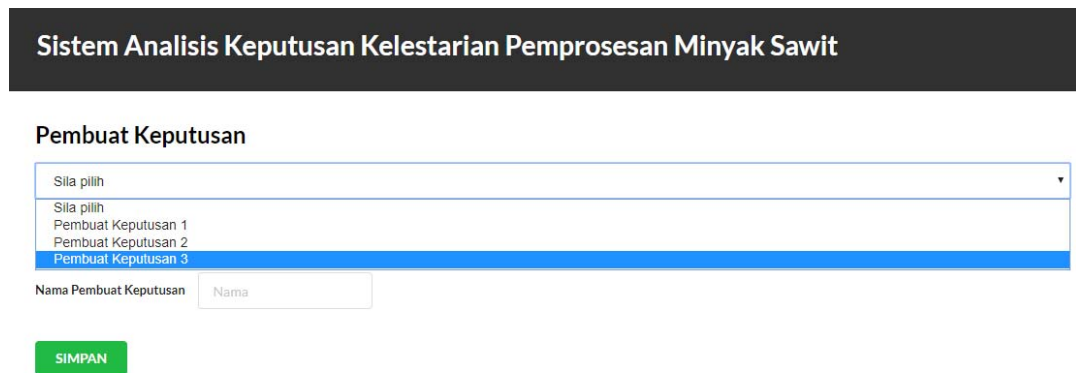 Sistem Analisis Keputusan Kelestarian Pemprosesan Minyak Sawit
Pembuat Keputusan
Sila pilih
Sila pilih
Pembuat Keputusan 1
Pembuat Keputusan 2
Pembuat Keputusan 3
Nama Pembuat Keputusan Nama
SIMPAN